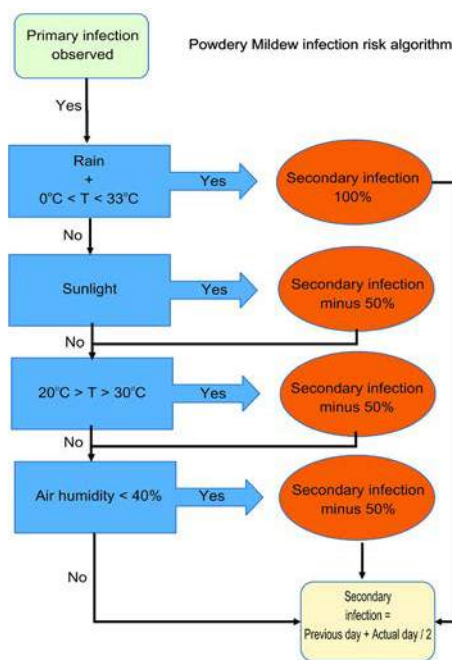 Primary infection
observed
Powdery Mildew infection risk algorithm
Yes
Rain
+
0°C < T < 33°C
Yes
Secondary infection
100%
No
Sunlight
Yes
Secondary infection
minus 50%
No
20°C > T > 30°C
Yes
Secondary infection
minus 50%
No
Air humidity < 40%
Yes
Secondary infection
minus 50%
No
Secondary
infection =
Previous day + Actual day / 2